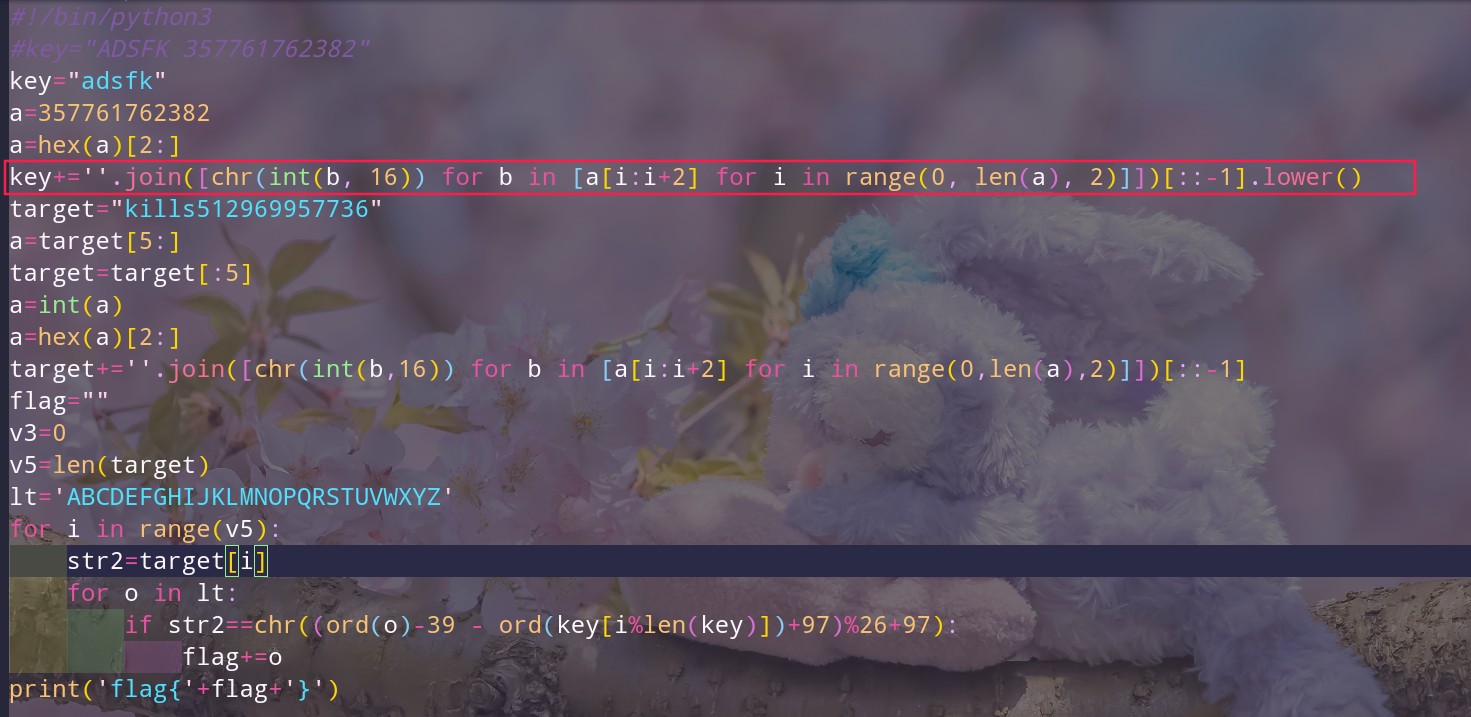 #!/bin/python3
#key="ADSFK 357761762382"
key="adsfk"
a=357761762382
a=hex(a)[2:]
key+=''.join([chr(int(b, 16)) for b in [a[i:i+2] for i in range(0, len(a), 2)]])[::-1].lower()
target="kills512969957736"
a=target[5:]
target=target[:5]
a=int(a)
a=hex(a)[2:]
target+=''.join([chr(int(b,16)) for b in [a[i:i+2] for i in range(0,len(a),2)]])[::-1]
flag=""
v3=0
v5=len(target)
lt='ABCDEFGHIJKLMNOPQRSTUVWXYZ'
for i in range(v5):
    str2=target[i]
    for o in lt:
        if str2==chr((ord(o)-39 - ord(key[i%len(key)])+97)%26+97):
            flag+=o
print('flag{'+flag+'}')